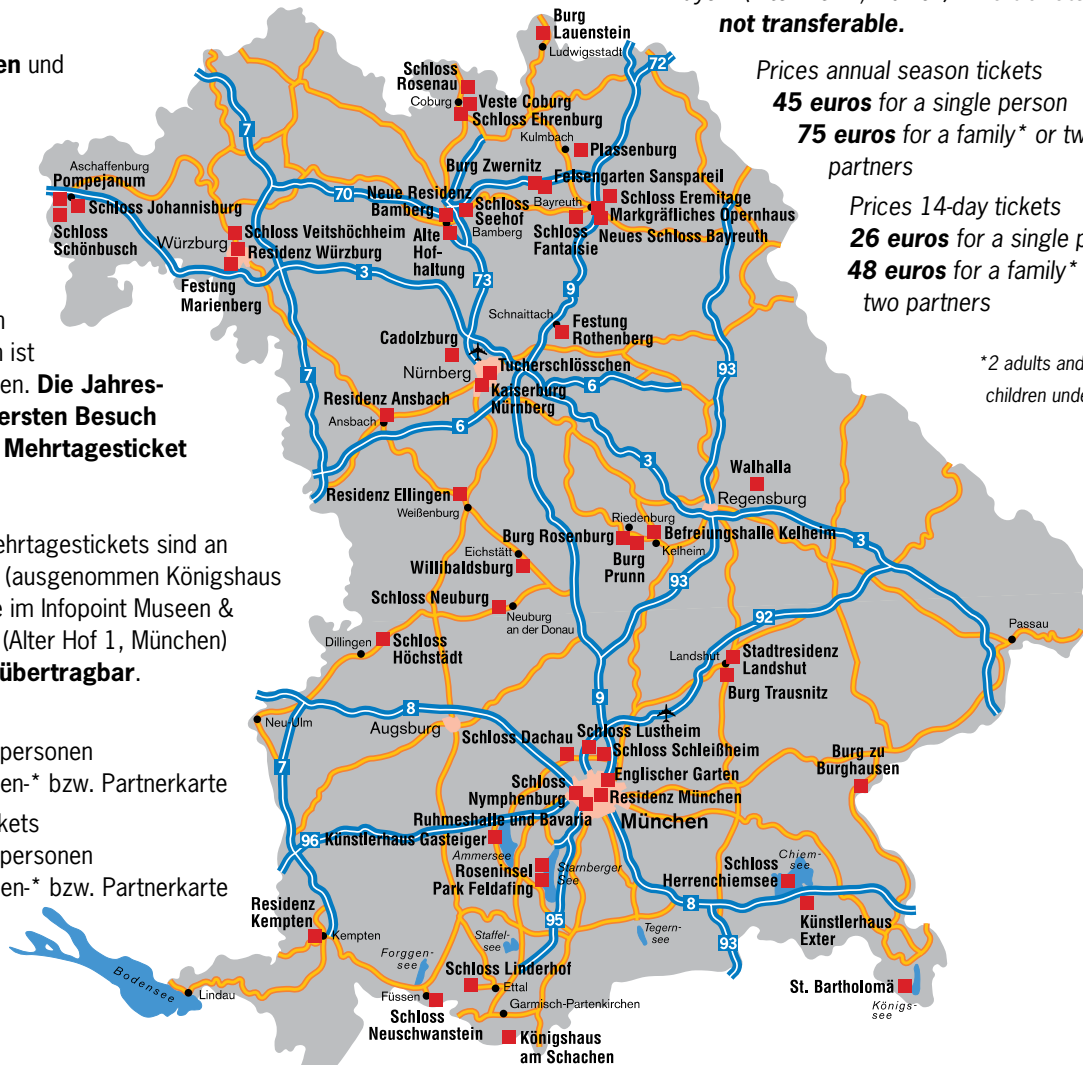 not transferable.
Prices annual season tickets
45 euros for a single person
75 euros for a family* or
partners
Prices 14-day tickets
26 euros for a single
48 euros for a family*
two partners
*2 adults and
children
en und
ist
en. Die Jahres-
ersten Besuch
Mehrtagesticket
ehrtagestickets sind an
(ausgenommen Königshaus
e im Infopoint Museen &
(Alter Hof 1, München)
übertragbar.
personen
en-* bzw. Partnerkarte
kets
personen
en-* bzw. Partnerkarte
Burg
Lauenstein
Ludwigsstadt
72
Schloss
Rosenau
Coburg
Veste Coburg
Schloss Ehrenburg
7
Kulmbach
Plassenburg
Burg Zwernitz
Felsengarten Sanspareil
Aschaffenburg
Pompejanum
Schloss Johannisburg
Schloss
Schönbusch
70
Neue Residenz
Bamberg
Schloss
Seehof
Bamberg
Alte
Hof-
haltung
Bayreuth
Schloss Eremitage
Markgräfliches Opernhaus
Neues Schloss Bayreuth
Schloss
Fantaisie
Würzburg
Schloss Veitshöchheim
Residenz Würzburg
Festung
Marienberg
3
73
9
Schnaittach
Festung
Rothenberg
Cadolzburg
Nürnberg
Tucherschlösschen
Kaiserburg
Nürnberg
6
93
7
Residenz Ansbach
Ansbach
6
3
Walhalla
Regensburg
Residenz Ellingen
Weißenburg
Riedenburg
Burg Rosenburg
Burg
Prunn
Befreiungshalle Kelheim
Kelheim
3
Eichstätt
Willibaldsburg
93
Schloss Neuburg
Neuburg
an der Donau
92
Passau
Dillingen
Schloss
Höchstädt
Landshut
Stadtresidenz
Landshut
Burg Trausnitz
9
8
Neu-Ulm
Augsburg
Schloss Lustheim
Schloss Dachau
Schloss Schleißheim
Burg zu
Burghausen
7
Englischer Garten
Schloss
Nymphenburg
Residenz München
Ruhmeshalle und Bavaria
München
96
Künstlerhaus Gasteiger
Ammersee
Roseninsel
Park Feldafing
Starnberger
See
Schloss
Herrenchiemsee
Chiem-
see
8
Künstlerhaus
Exter
Residenz
Kempten
Kempten
95
93
Staffel-
see
Tegern-
see
Forggen-
see
Schloss Linderhof
Ettal
St. Bartholomä
Königs-
see
Bodensee
Lindau
Füssen
Garmisch-Partenkirchen
Schloss
Neuschwanstein
Königshaus
am Schachen